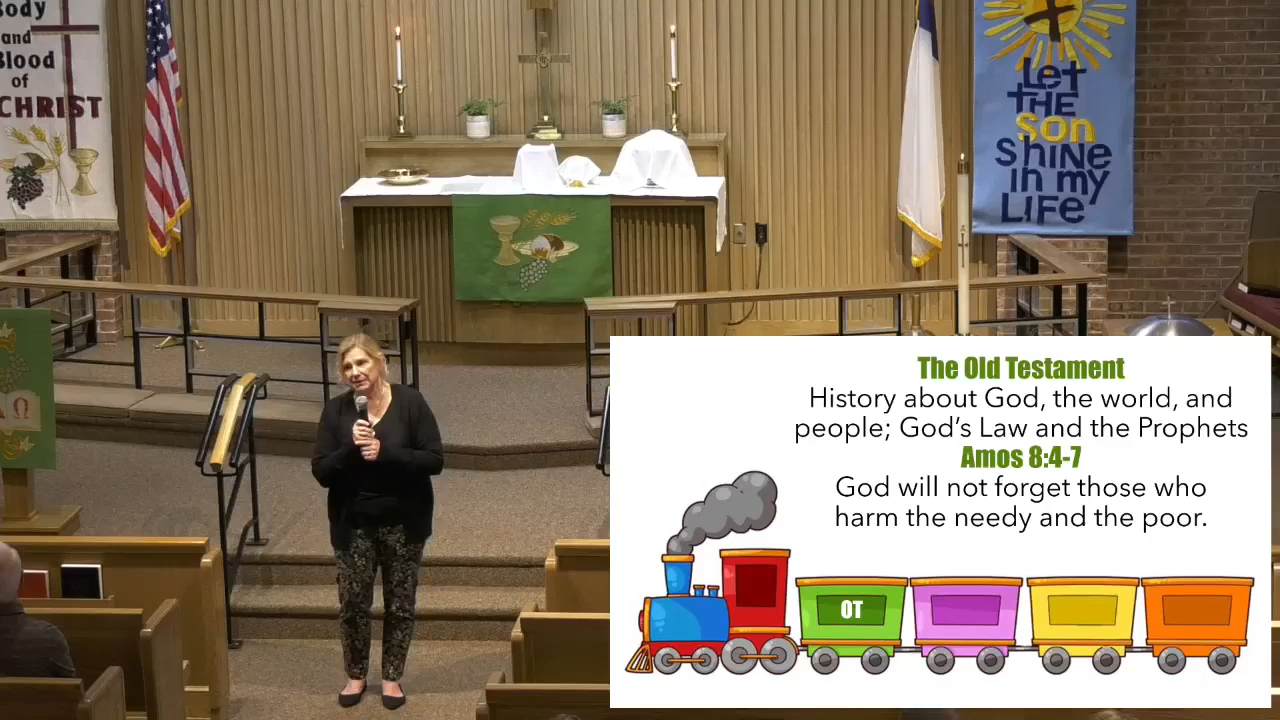 Body
and
Blood
of
CHRIST
Let
THE
Son
ShINE
in my
LIFe
The Old Testament
History about God, the world, and
people; God's Law and the Prophets
Amos 8:4-7
God will not forget those who
harm the needy and the poor.
OT
Α Ω